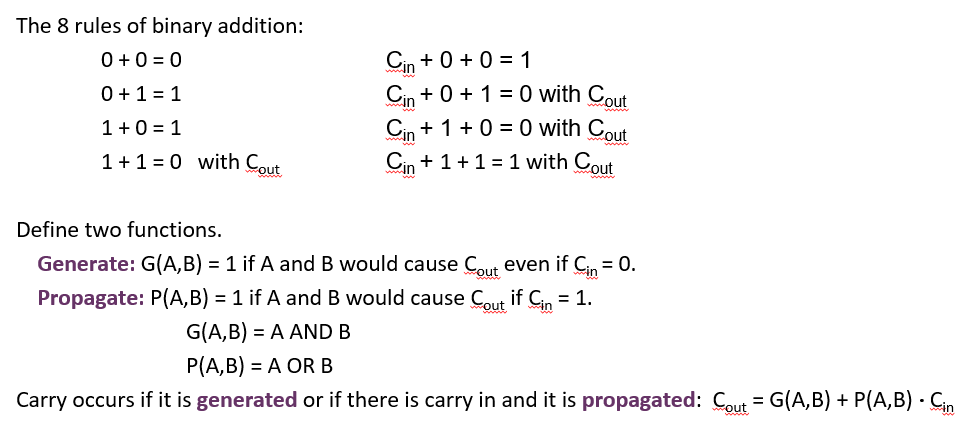 The 8 rules of binary addition:
0 + 0 = 0 Cin + 0 + 0 = 1
0 + 1 = 1 Cin + 0 + 1 = 0 with Cout
1 + 0 = 1 Cin + 1 + 0 = 0 with Cout
1 + 1 = 0 with Cout Cin + 1 + 1 = 1 with Cout
Define two functions.
Generate: G(A,B) = 1 if A and B would cause Cout even if Cin = 0.
Propagate: P(A,B) = 1 if A and B would cause Cout if Cin = 1.
G(A,B) = A AND B
P(A,B) = A OR B
Carry occurs if it is generated or if there is carry in and it is propagated: Cout = G(A,B) + P(A,B) · Cin